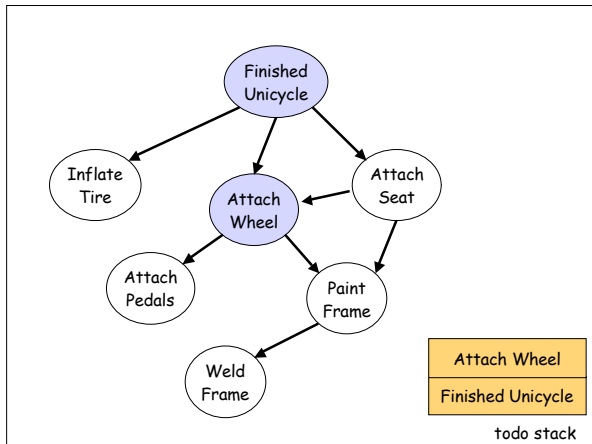 Finished
Unicycle
Inflate
Tire
Attach
Wheel
Attach
Seat
Attach
Pedals
Paint
Frame
Weld
Frame
Attach Wheel
Finished Unicycle
todo stack